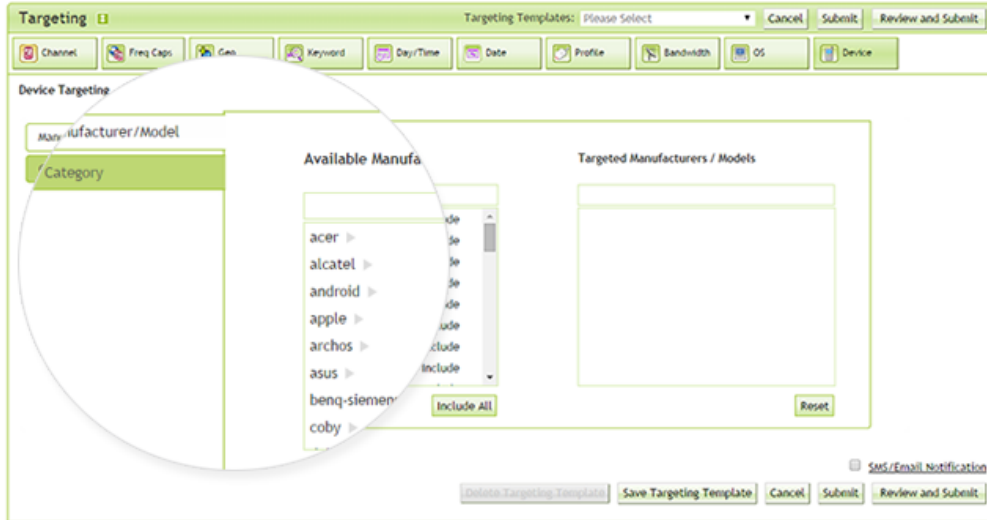 Targeting
Targeting Templates: Please Select Cancel Submit Review and Submit
Channel Freq Caps Geo Keyword Day/Time Date Profile Bandwidth OS Device
Device Targeting
Manufacturer/Model
Category
Available Manufa
Targeted Manufacturers / Models
acer
alcatel
android
apple
archos
asus include
benq-siemen
coby
Include All
Reset
SMS/Email Notification
Delete Targeting Template Save Targeting Template Cancel Submit Review and Submit